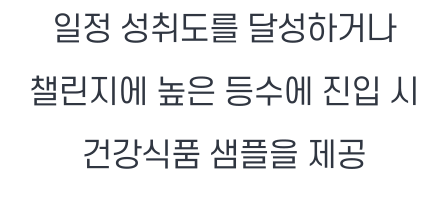 일정 성취도를 달성하거나
챌린지에 높은 등수에 진입 시
건강식품 샘플을 제공